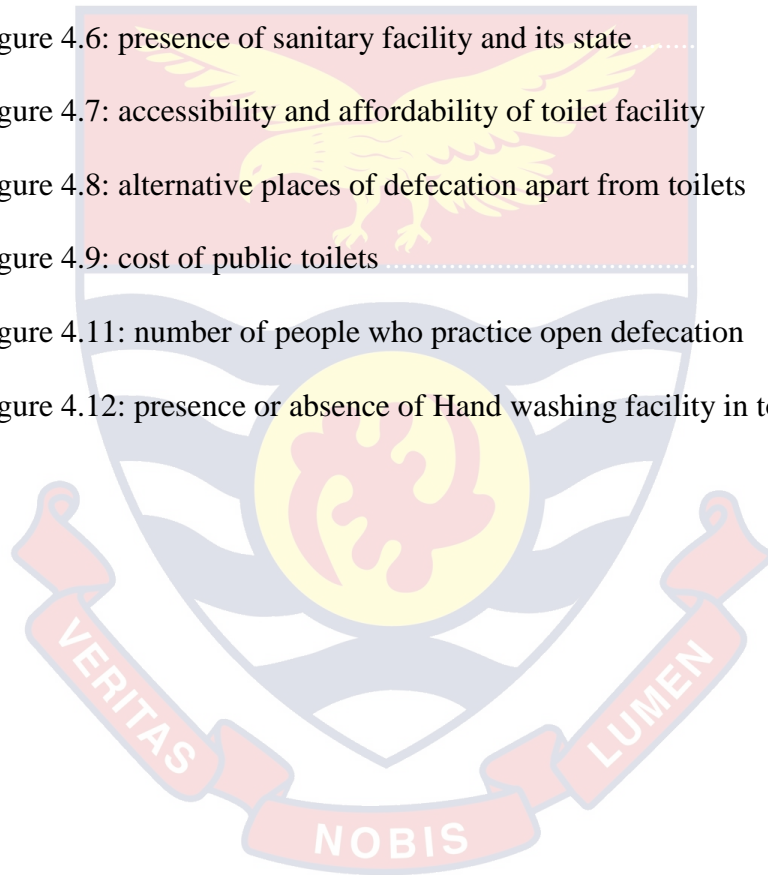 gure 4.6: presence of sanitary facility and its state
gure 4.7: accessibility and affordability of toilet facility
gure 4.8: alternative places of defecation apart from toilets
gure 4.9: cost of public toilets
gure 4.11: number of people who practice open defecation
gure 4.12: presence or absence of Hand washing facility in to
VERITAS
NOBIS
LUMEN